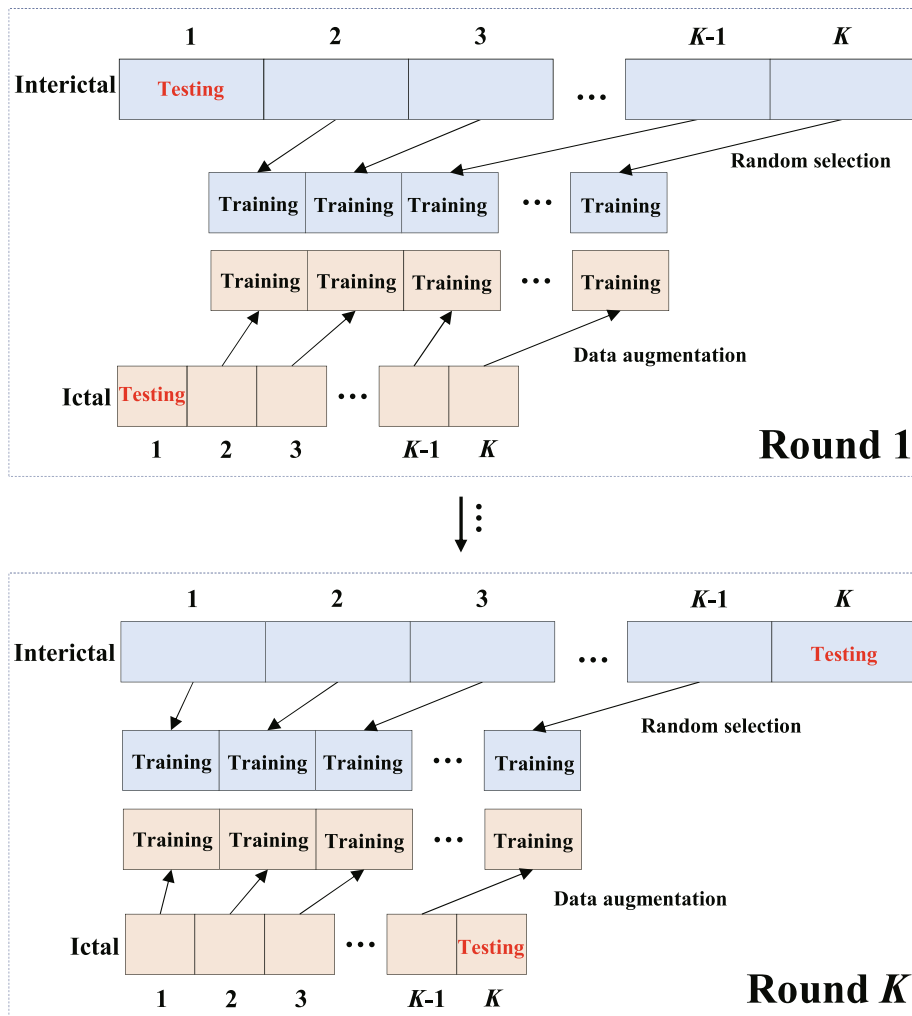 1 2 3 K-1 K
Interictal Testing ...
Random selection
Training Training Training ... Training
Training Training Training ... Training
Data augmentation
Ictal Testing ...
1 2 3 K-1 K
Round 1
...
1 2 3 K-1 K
Interictal ... Testing
Random selection
Training Training Training ... Training
Training Training Training ... Training
Data augmentation
Ictal ... Testing
1 2 3 K-1 K
Round K